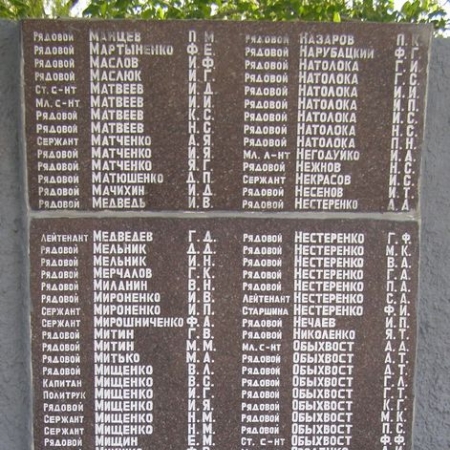 Рядовой Манцев П. М.
Рядовой Мартыненко Ф. Е.
Рядовой Маслов И. Ф.
Рядовой Маслюк И. Г.
Ст. с-нт Матвеев И. Д.
Мл. с-нт Матвеев И. И.
Рядовой Матвеев К. С.
Рядовой Матвеев Н. С.
Сержант Матченко А. Я.
Рядовой Матченко И. Я.
Рядовой Матченко Я. Г.
Рядовой Матюшенко Д. П.
Рядовой Мачихин И. Д.
Рядовой Медведь И. В.
Рядовой Назаров П. К.
Рядовой Нарубацкий Ф. Г.
Рядовой Натолока Г. И.
Рядовой Натолока Г. С.
Рядовой Натолока И. И.
Рядовой Натолока И. П.
Рядовой Натолока И. С.
Рядовой Натолока Н. С.
Рядовой Натолока П. Н.
Мл. л-нт Негодуйко И. А.
Рядовой Нежнов Н. С.
Сержант Некрасов И. С.
Рядовой Несенов И. Т.
Рядовой Нестеренко А. Д.
Лейтенант Медведев Г. Д.
Рядовой Мельник Д. Д.
Рядовой Мельник И. Н.
Рядовой Мерчалов Г. К.
Рядовой Миланин В. Н.
Рядовой Мироненко И. В.
Сержант Мироненко И. П.
Сержант Мирошниченко Ф. А.
Рядовой Митин Г. В.
Рядовой Митин М. М.
Рядовой Митько М. А.
Рядовой Мищенко В. Л.
Капитан Мищенко В. С.
Политрук Мищенко И. Г.
Рядовой Мищенко И. Я.
Сержант Мищенко Н. М.
Сержант Мищенко Н. М.
Рядовой Мищин Е. М.
Рядовой Нестеренко Г. Ф.
Рядовой Нестеренко М. К.
Рядовой Нестеренко В. А.
Рядовой Нестеренко Г. А.
Рядовой Нестеренко П. Г.
Лейтенант Нестеренко С. Д.
Старшина Нестеренко Ф. И.
Рядовой Нечаев И. П.
Рядовой Николенко Я. Т.
Мл. с-нт Обыхвост А. Д.
Рядовой Обыхвост А. Т.
Рядовой Обыхвост Д. Т.
Рядовой Обыхвост Г. Л.
Рядовой Обыхвост Г. Т.
Рядовой Обыхвост К. Г.
Рядовой Обыхвост М. К.
Рядовой Обыхвост П. С.
Ст. с-нт Обыхвост Ф. Г.